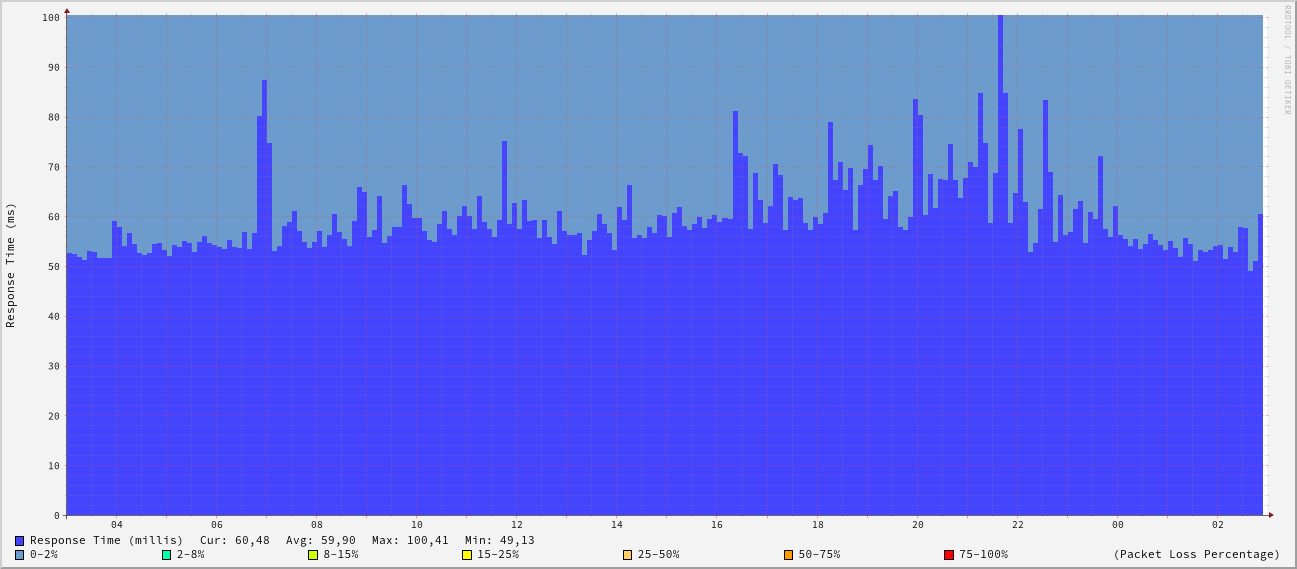 RRDTOOL / TOBI OETIKER
Response Time (ms)
100
90
80
70
60
50
40
30
20
10
0
04 06 08 10 12 14 16 18 20 22 00 02
Response Time (millis) Cur: 60,48 Avg: 59,90 Max: 100,41 Min: 49,13
0-2% 2-8% 8-15% 15-25% 25-50% 50-75% 75-100% (Packet Loss Percentage)